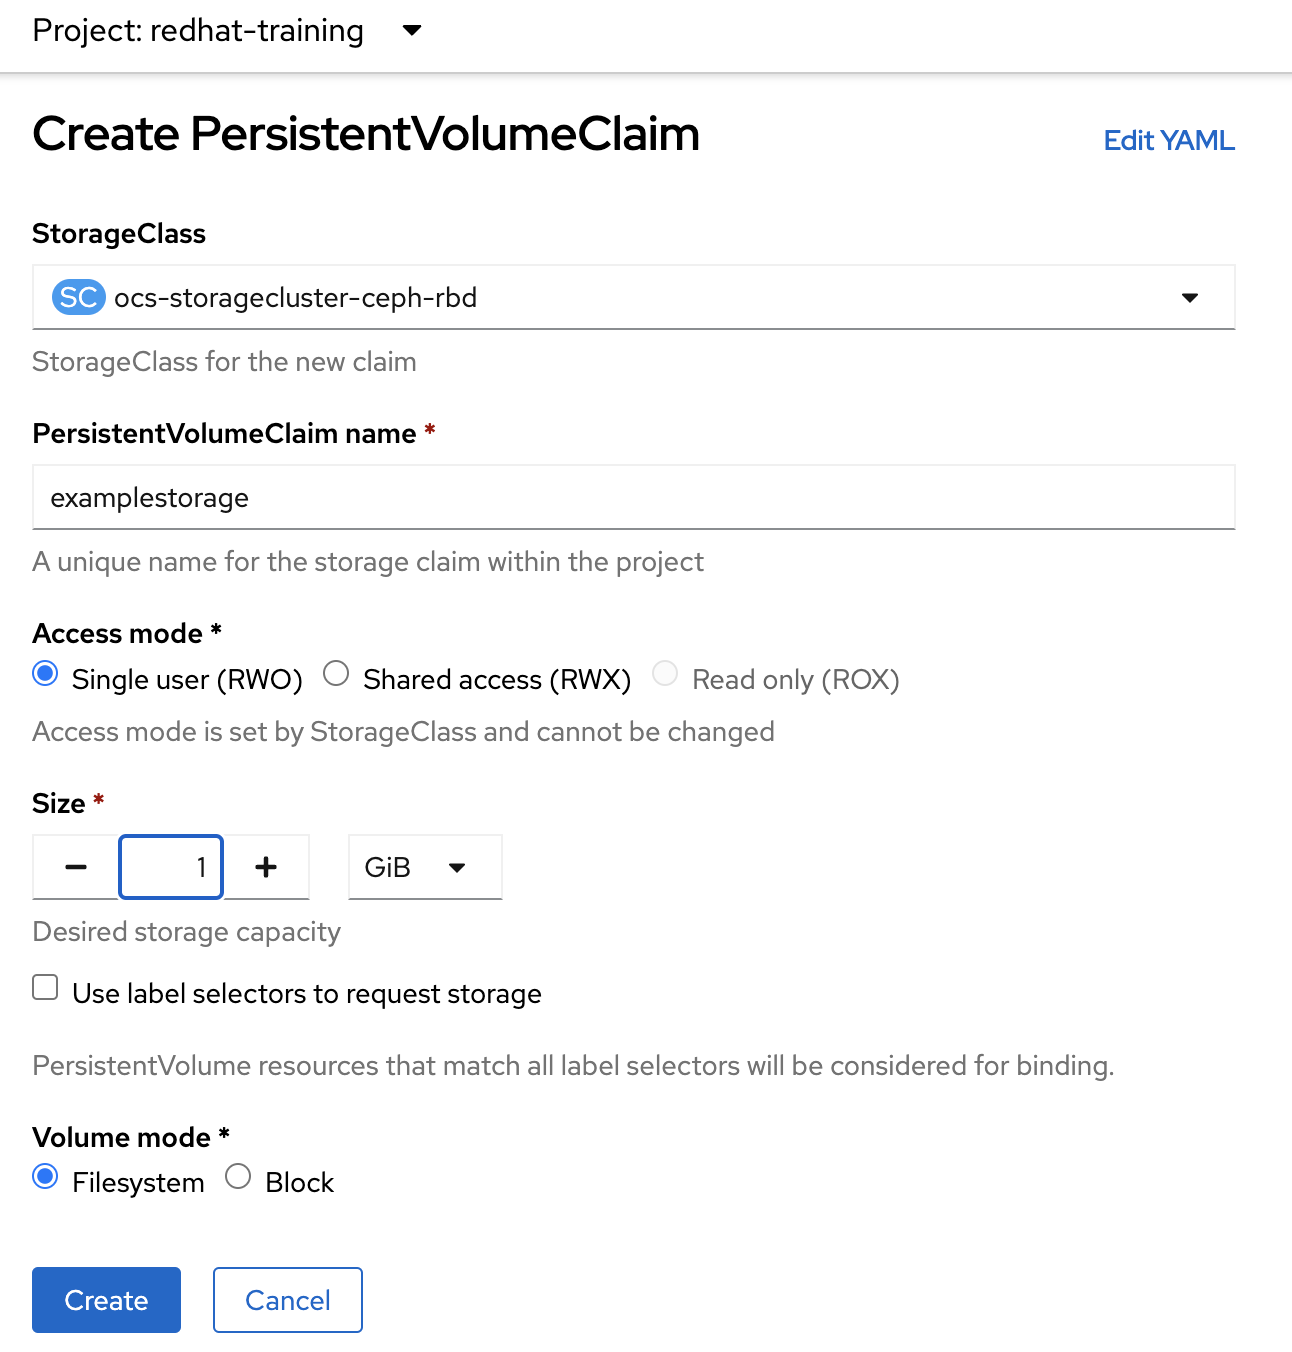 Project: redhat-training
Create PersistentVolumeClaim
Edit YAML
StorageClass
SC ocs-storagecluster-ceph-rbd
StorageClass for the new claim
PersistentVolumeClaim name *
examplestorage
A unique name for the storage claim within the project
Access mode *
Single user (RWO) Shared access (RWX) Read only (ROX)
Access mode is set by StorageClass and cannot be changed
Size *
1 GiB
Desired storage capacity
Use label selectors to request storage
PersistentVolume resources that match all label selectors will be considered for binding.
Volume mode *
Filesystem Block
Create Cancel